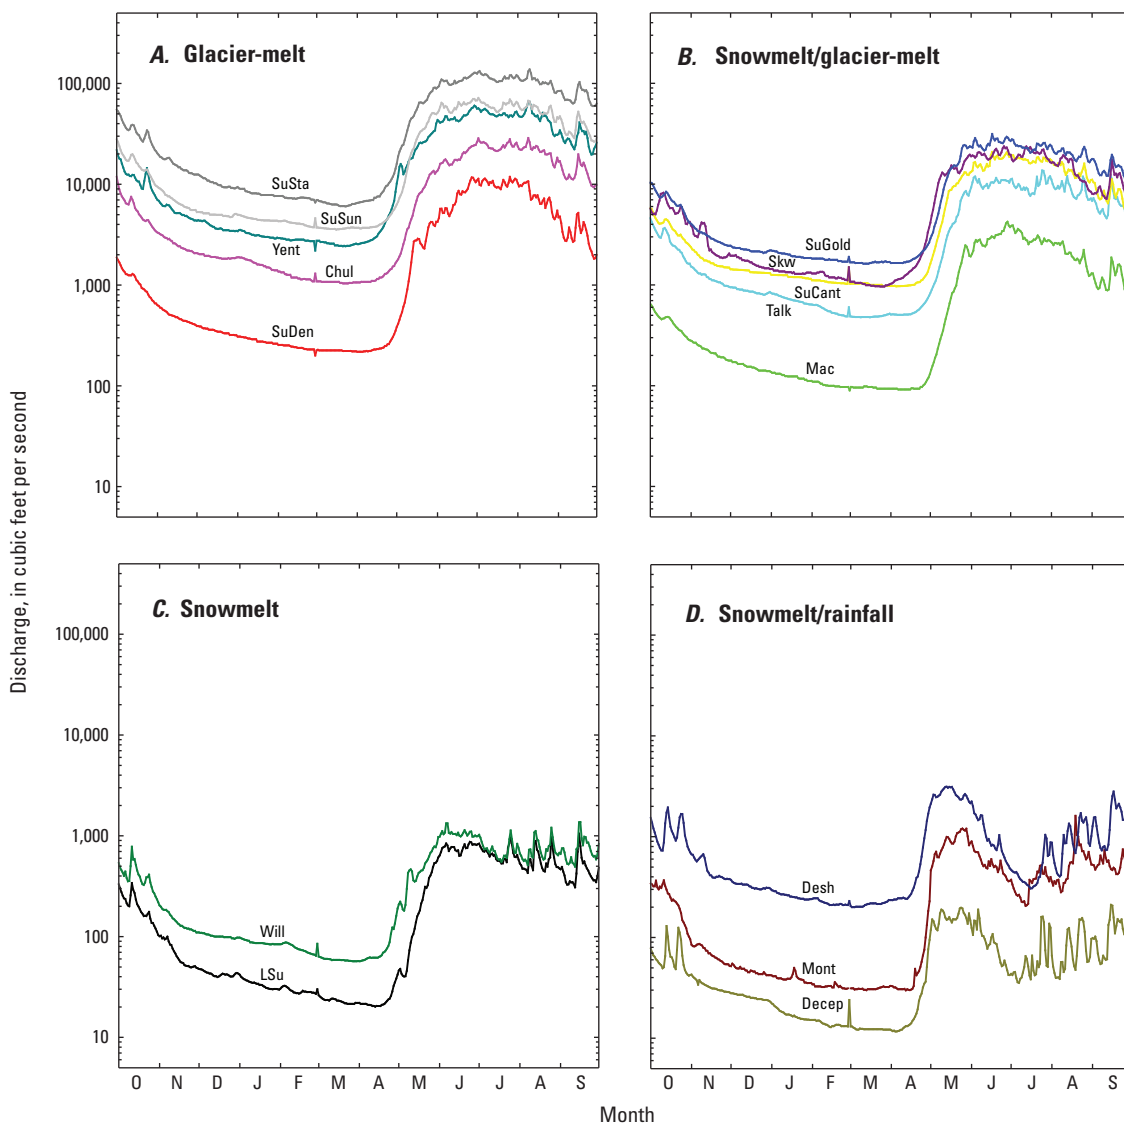 A. Glacier-melt
B. Snowmelt/glacier-melt
100,000
10,000
1,000
100
10
SuSta
SuSun
Yent
Chul
SuDen
SuGold
Skw
SuCant
Talk
Mac
Discharge, in cubic feet per second
C. Snowmelt
D. Snowmelt/rainfall
100,000
10,000
1,000
100
10
Will
LSu
Desh
Mont
Decep
O N D J F M A M J J A S
O N D J F M A M J J A S
Month